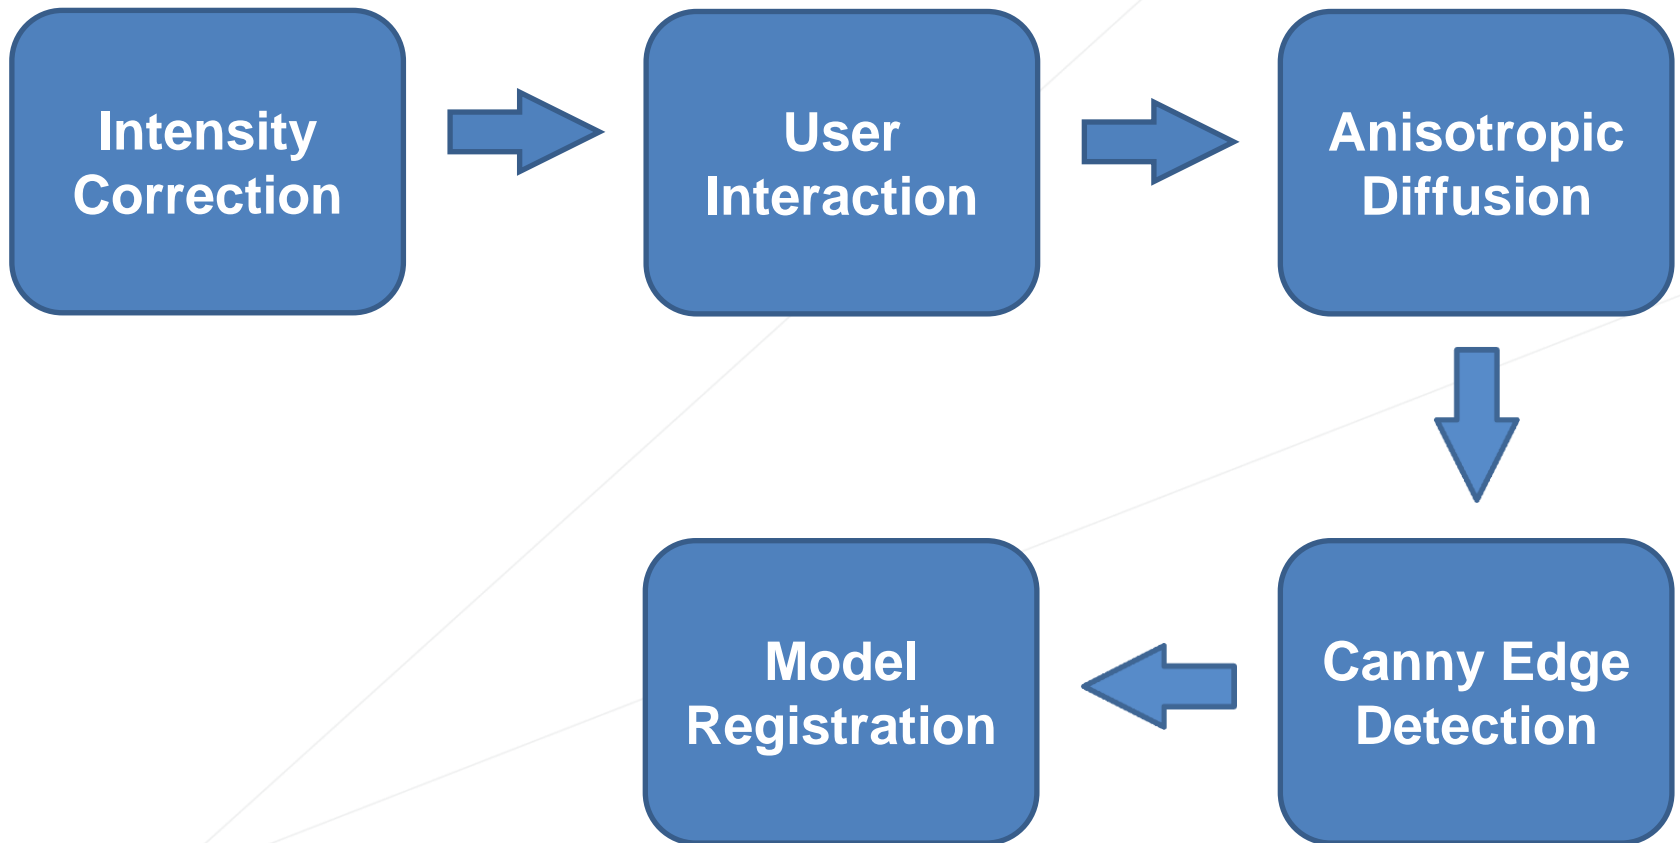 Intensity
Correction
User
Interaction
Anisotropic
Diffusion
Canny Edge
Detection
Model
Registration